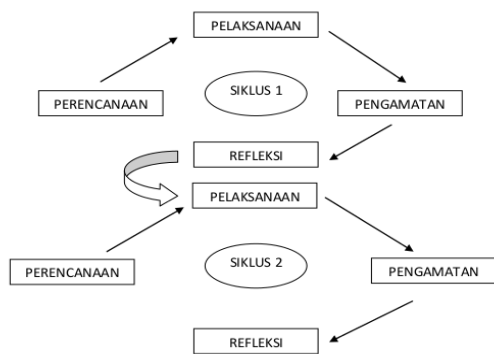 PELAKSANAAN
SIKLUS 1
PERENCANAAN
PENGAMATAN
REFLEKSI
PELAKSANAAN
SIKLUS 2
PERENCANAAN
PENGAMATAN
REFLEKSI